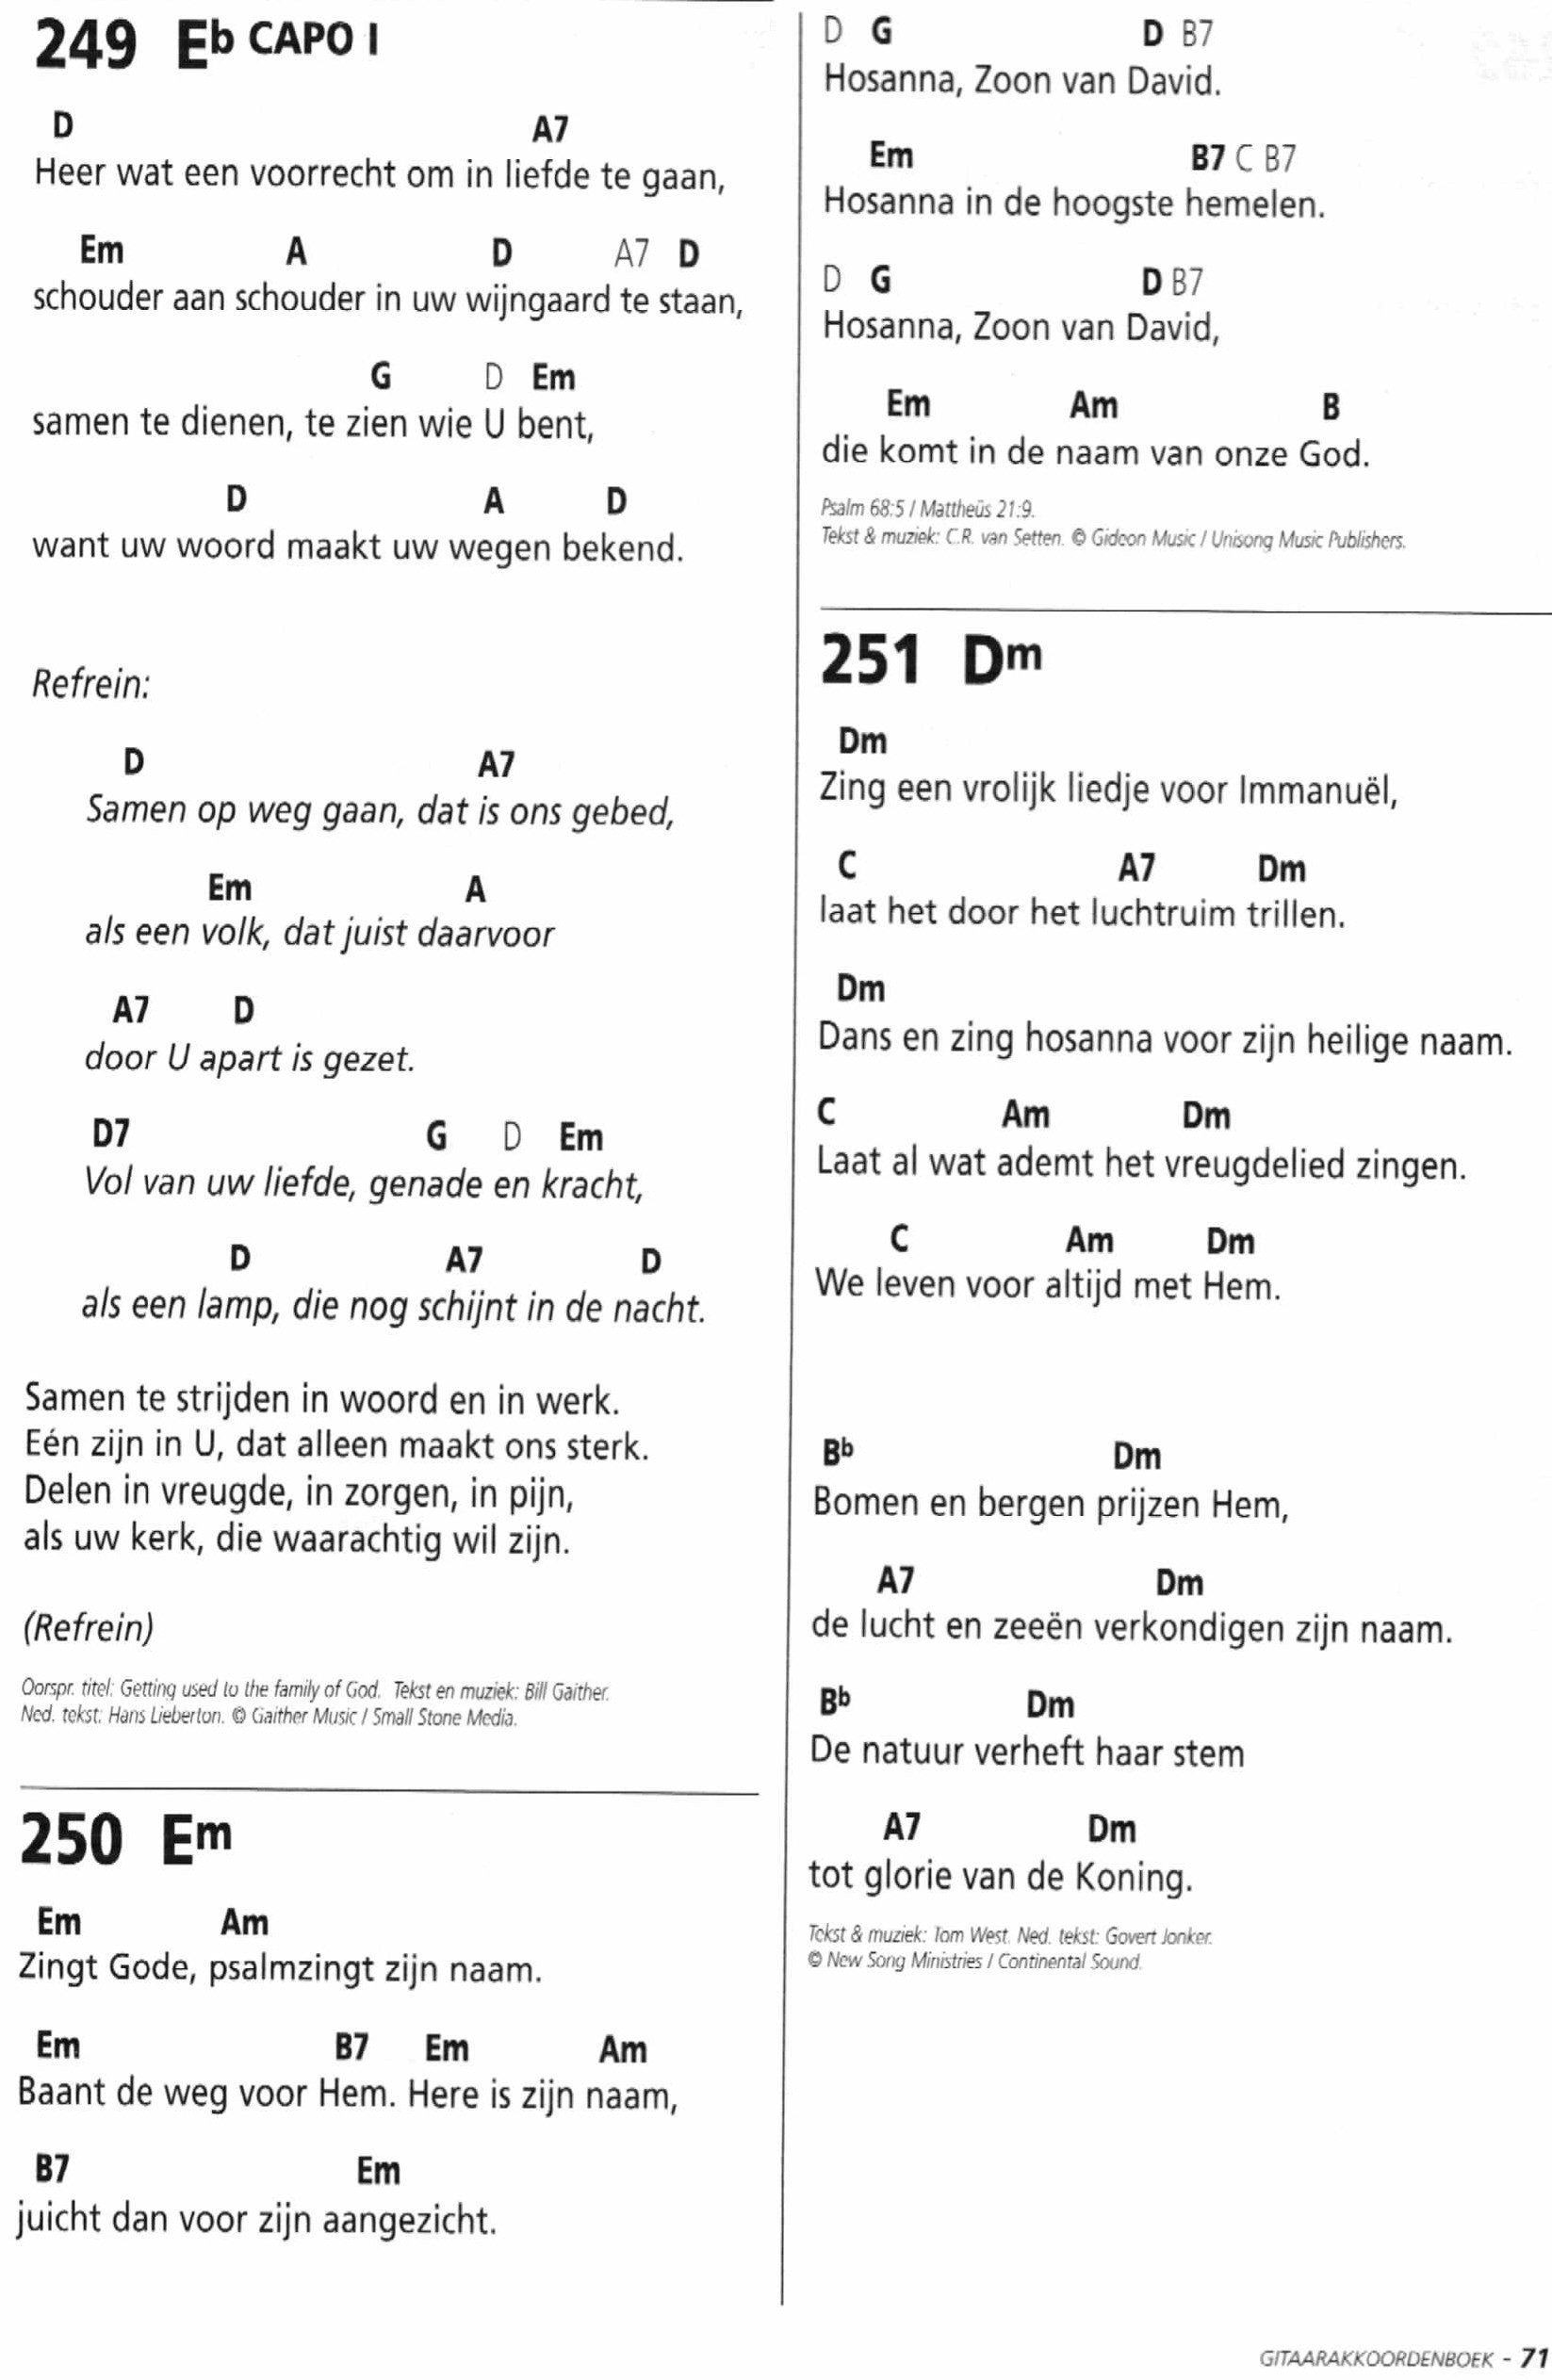 249 Eb CAPO I
D A7
Heer wat een voorrecht om in liefde te gaan,
Em A D A7 D
schouder aan schouder in uw wijngaard te staan,
G D Em
samen te dienen, te zien wie U bent,
D A D
want uw woord maakt uw wegen bekend.
Refrein:
D A7
Samen op weg gaan, dat is ons gebed,
Em A
als een volk, dat juist daarvoor
A7 D
door U apart is gezet.
D7 G D Em
Vol van uw liefde, genade en kracht,
D A7 D
als een lamp, die nog schijnt in de nacht.
Samen te strijden in woord en in werk.
Eén zijn in U, dat alleen maakt ons sterk.
Delen in vreugde, in zorgen, in pijn,
als uw kerk, die waarachtig wil zijn.
(Refrein)
Oorspr. titel: Getting used to the family of God. Tekst en muziek: Bill Gaither.
Ned. tekst: Hans Lieberton. © Gaither Music / Small Stone Media.
250 Em
Em Am
Zingt Gode, psalmzingt zijn naam.
Em B7 Em Am
Baant de weg voor Hem. Here is zijn naam,
B7 Em
juicht dan voor zijn aangezicht.
D G D B7
Hosanna, Zoon van David.
Em B7 C B7
Hosanna in de hoogste hemelen.
D G D B7
Hosanna, Zoon van David,
Em Am B
die komt in de naam van onze God.
Psalm 68:5 / Mattheüs 21:9.
Tekst & muziek: C.R. van Setten. © Gideon Music / Unisong Music Publishers.
251 Dm
Dm
Zing een vrolijk liedje voor Immanuël,
C A7 Dm
laat het door het luchtruim trillen.
Dm
Dans en zing hosanna voor zijn heilige naam.
C Am Dm
Laat al wat ademt het vreugdelied zingen.
C Am Dm
We leven voor altijd met Hem.
Bb Dm
Bomen en bergen prijzen Hem,
A7 Dm
de lucht en zeeën verkondigen zijn naam.
Bb Dm
De natuur verheft haar stem
A7 Dm
tot glorie van de Koning.
Tekst & muziek: Tom West. Ned. tekst: Govert Jonker.
© New Song Ministries / Continental Sound.
GITAARAKKOORDENBOEK - 71